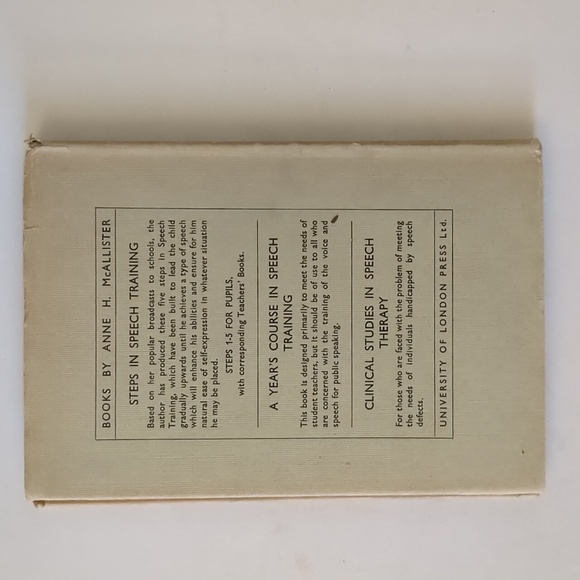 BOOKS BY ANNE H. McALLISTER
STEPS IN SPEECH TRAINING
Based on her popular broadcasts to schools, the
author has produced these five steps in Speech
Training, which have been built to lead the child
gradually upwards until he achieves a type of speech
which will enhance his abilities and ensure for him
natural ease of self-expression in whatever situation
he may be placed.
STEPS 1-5 FOR PUPILS,
with corresponding Teachers' Books.
A YEAR'S COURSE IN SPEECH
TRAINING
This book is designed primarily to meet the needs of
student teachers, but it should be of use to all who
are concerned with the training of the voice and
speech for public speaking.
CLINICAL STUDIES IN SPEECH
THERAPY
For those who are faced with the problem of meeting
the needs of individuals handicapped by speech
defects.
UNIVERSITY OF LONDON PRESS Ltd.